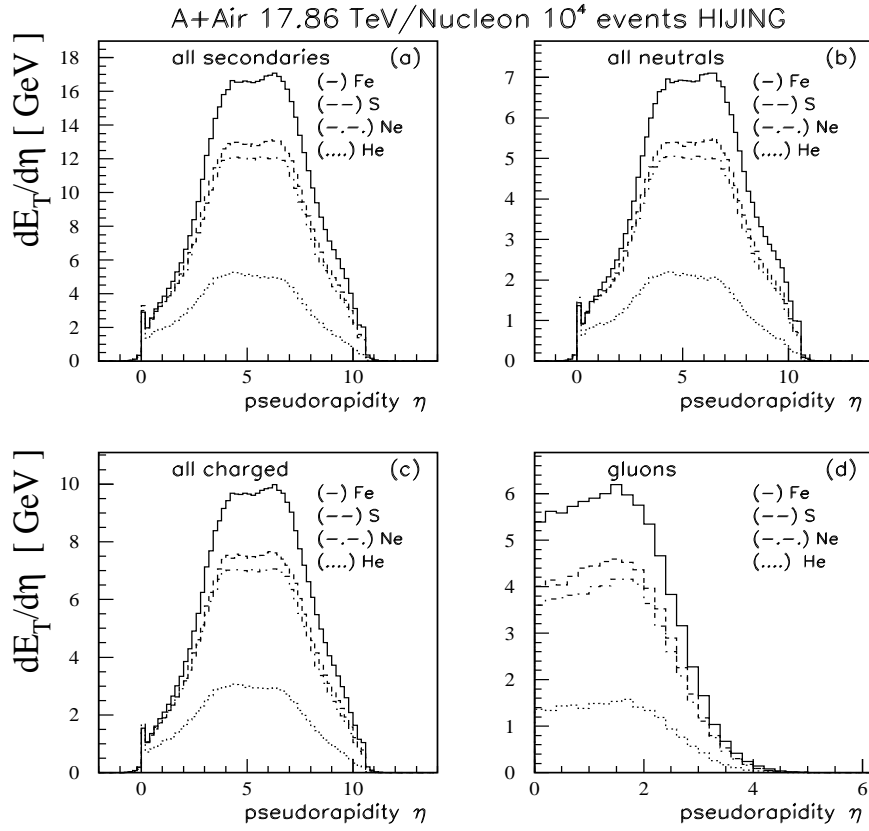 A+Air 17.86 TeV/Nucleon 10⁴ events HIJING
dE_T/dη [ GeV]
all secondaries (a)
(−) Fe
(−−) S
(−.−.) Ne
(....) He
18
16
14
12
10
8
6
4
2
0
0 5 10
pseudorapidity η
all neutrals (b)
(−) Fe
(−−) S
(−.−.) Ne
(....) He
7
6
5
4
3
2
1
0
0 5 10
pseudorapidity η
dE_T/dη [ GeV]
all charged (c)
(−) Fe
(−−) S
(−.−.) Ne
(....) He
10
8
6
4
2
0
0 5 10
pseudorapidity η
gluons (d)
(−) Fe
(−−) S
(−.−.) Ne
(....) He
6
5
4
3
2
1
0
0 2 4 6
pseudorapidity η